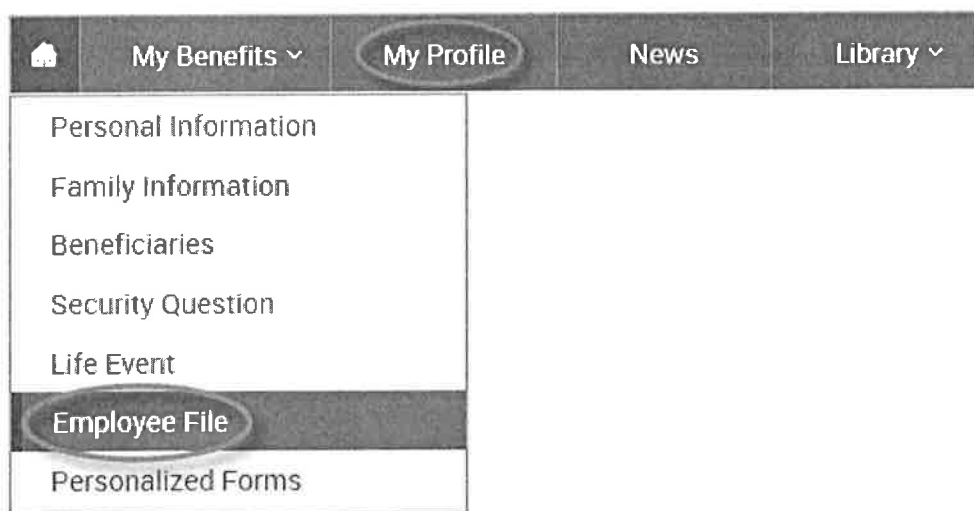 My Benefits My Profile News Library
Personal Information
Family Information
Beneficiaries
Security Question
Life Event
Employee File
Personalized Forms